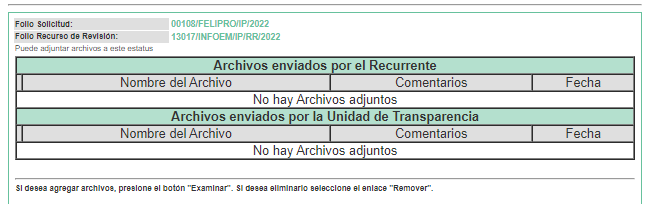 Folio Solicitud: 00108/FELIPRO/IP/2022
Folio Recurso de Revisión: 13017/INFOEM/IP/RR/2022
Puede adjuntar archivos a este estatus
Archivos enviados por el Recurrente
Nombre del Archivo Comentarios Fecha
No hay Archivos adjuntos
Archivos enviados por la Unidad de Transparencia
Nombre del Archivo Comentarios Fecha
No hay Archivos adjuntos
Si desea agregar archivos, presione el botón "Examinar". Si desea eliminarlo seleccione el enlace "Remover".